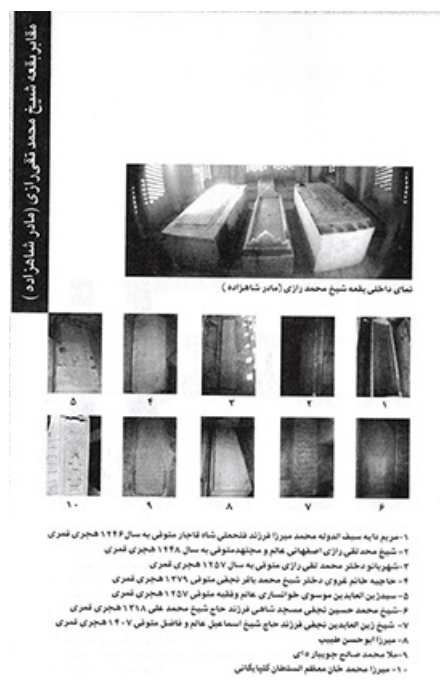 مقابر بقعه شیخ محمد تقی رازی (مادر شاهزاده)
نمای داخلی بقعه شیخ محمد رازی (مادر شاهزاده)
۵ ۴ ۳ ۲ ۱
۱۰ ۹ ۸ ۷ ۶
۱-مریم دایه سیف الدوله محمد میرزا فرزند فتحعلی شاه قاجار متوفی به سال ۱۲۴۶ هجری قمری
۲- شیخ محمد تقی رازی اصفهانی عالم و مجتهد متوفی به سال ۱۲۴۸ هجری قمری
۳-شهربانو دختر محمد تقی رازی متوفی به سال ۱۲۵۷ هجری قمری
۴- حاجیه خانم غروی دختر شیخ محمد باقر نجفی متوفی ۱۳۷۹ هجری قمری
۵- سیدزین العابدین موسوی خوانساری عالم وفقیه متوفی ۱۲۵۷ هجری قمری
۶-شیخ محمد حسین نجفی مسجد شاهی فرزند حاج شیخ محمد علی ۱۳۱۸ هجری قمری
۷- شیخ زین العابدین نجفی فرزند حاج شیخ اسماعیل عالم و فاضل متوفی ۱۴۰۷ هجری قمری
۸- میرزا ابوحسن طبیب
۹-ملا محمد صالح جویباره ای
۱۰- میرزا محمد خان معظم السلطان گلپایگانی